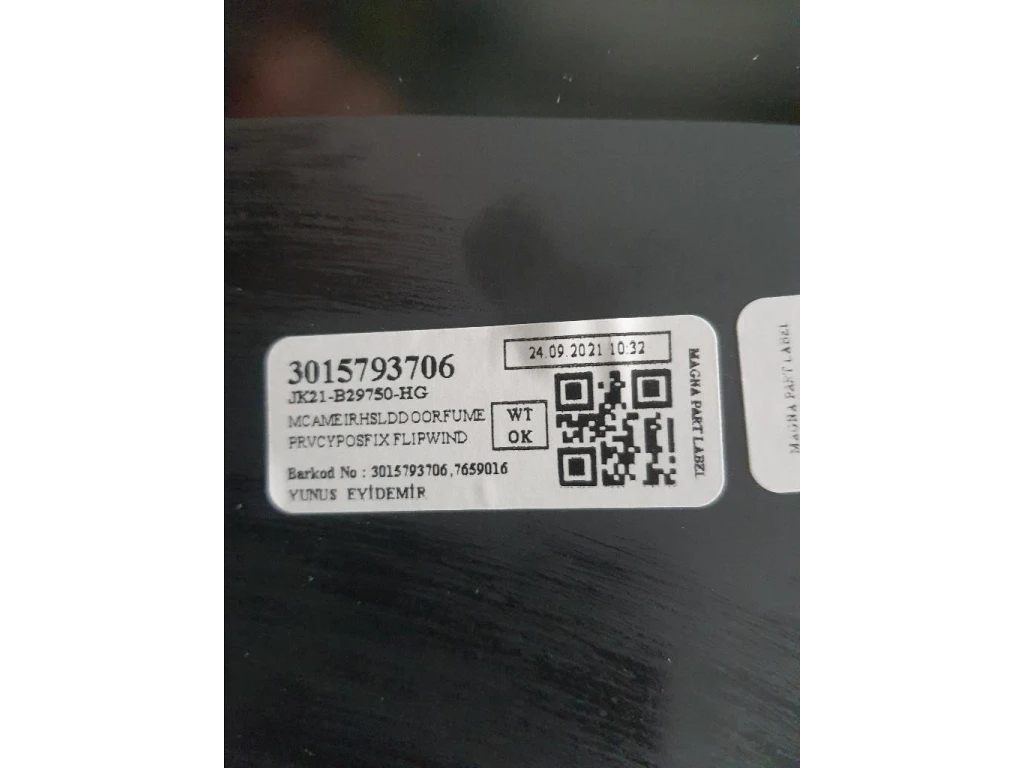 3015793706
JK21-B29750-HG
MCAMEIRHSLDDOORFUME
PRVCYPOSFIX FLIPWIND
Barkod No : 3015793706,7659016
YUNUS EYİDEMİR
24.09.2021 10:32
WT
OK
MAGNA PART LABEL
MAGNA PART LABEL